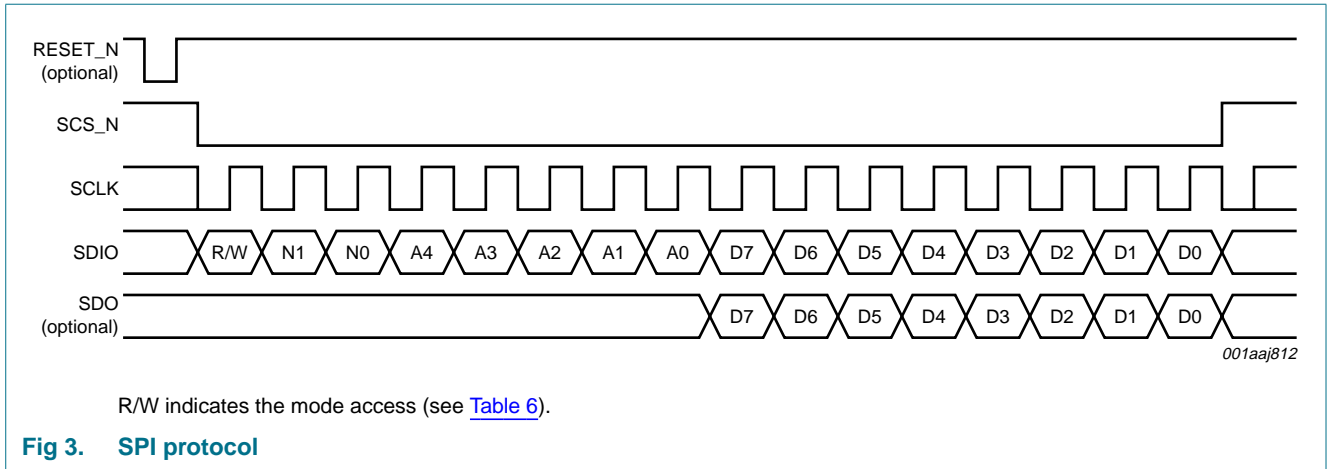 RESET_N
(optional)
SCS_N
SCLK
SDIO R/W N1 N0 A4 A3 A2 A1 A0 D7 D6 D5 D4 D3 D2 D1 D0
SDO
(optional) D7 D6 D5 D4 D3 D2 D1 D0
001aaj812
R/W indicates the mode access (see Table 6).
Fig 3. SPI protocol